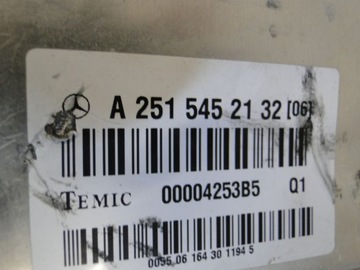 A 251 545 21 32 [06]
TEMIC 00004253B5 Q1
0095 06 164 30 1194 5